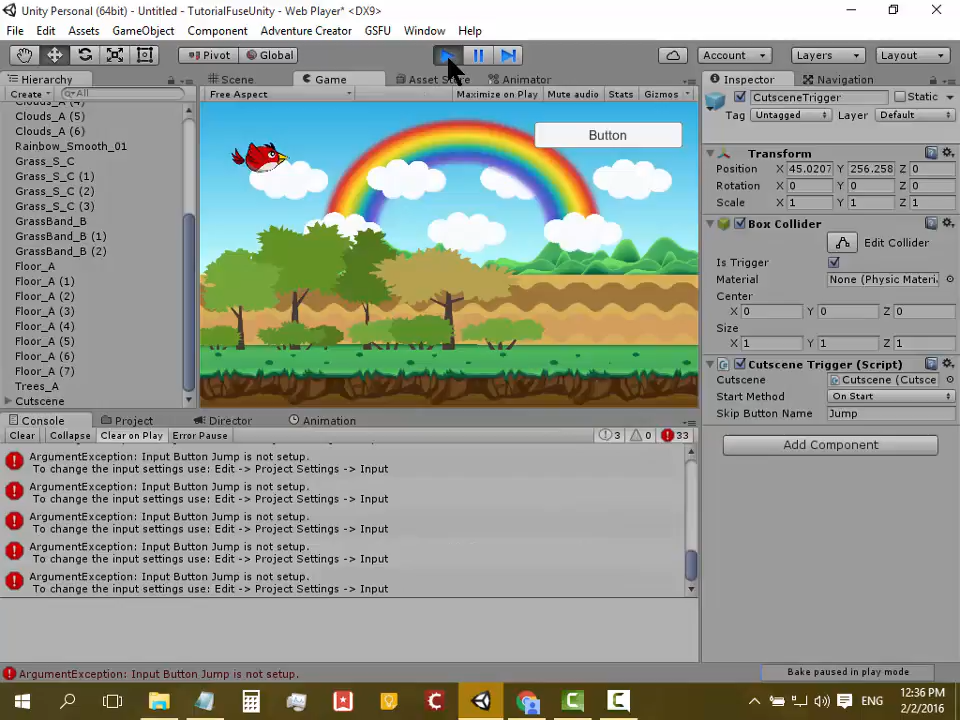 Unity Personal (64bit) - Untitled - TutorialFuseUnity - Web Player* <DX9>
File Edit Assets GameObject Component Adventure Creator GSFU Window Help
Pivot Global Account Layers Layout
Hierarchy Scene Game Asset Store Animator Inspector Navigation
Create All Free Aspect Maximize on Play Mute audio Stats Gizmos
CutsceneTrigger Static
Tag Untagged Layer Default
Clouds_A (4)
Clouds_A (5)
Clouds_A (6)
Rainbow_Smooth_01
Grass_S_C
Grass_S_C (1)
Grass_S_C (2)
Grass_S_C (3)
GrassBand_B
GrassBand_B (1)
GrassBand_B (2)
Floor_A
Floor_A (1)
Floor_A (2)
Floor_A (3)
Floor_A (4)
Floor_A (5)
Floor_A (6)
Floor_A (7)
Trees_A
Cutscene
Button
Transform
Position X 45.0207 Y 256.258 Z 0
Rotation X 0 Y 0 Z 0
Scale X 1 Y 1 Z 1
Box Collider
Edit Collider
Is Trigger
Material None (Physic Materi
Center
X 0 Y 0 Z 0
Size
X 1 Y 1 Z 1
Cutscene Trigger (Script)
Cutscene Cutscene (Cutsce
Start Method On Start
Skip Button Name Jump
Add Component
Console Project Director Animation
Clear Collapse Clear on Play Error Pause 3 0 33
ArgumentException: Input Button Jump is not setup.
To change the input settings use: Edit -> Project Settings -> Input
ArgumentException: Input Button Jump is not setup.
To change the input settings use: Edit -> Project Settings -> Input
ArgumentException: Input Button Jump is not setup.
To change the input settings use: Edit -> Project Settings -> Input
ArgumentException: Input Button Jump is not setup.
To change the input settings use: Edit -> Project Settings -> Input
ArgumentException: Input Button Jump is not setup.
To change the input settings use: Edit -> Project Settings -> Input
ArgumentException: Input Button Jump is not setup.
Bake paused in play mode
ENG
12:36 PM
2/2/2016